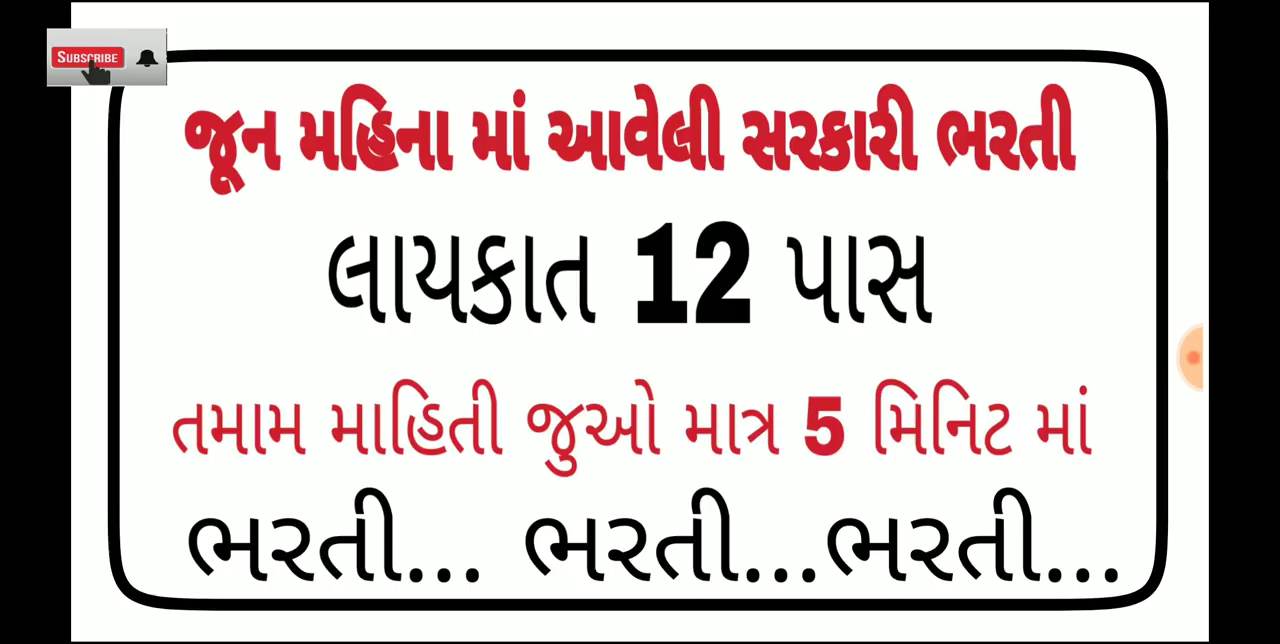 SUBSCRIBE
જૂન મહિના માં આવેલી સરકારી ભરતી
લાયકાત 12 પાસ
તમામ માહિતી જુઓ માત્ર 5 મિનિટ માં
ભરતી... ભરતી...ભરતી...